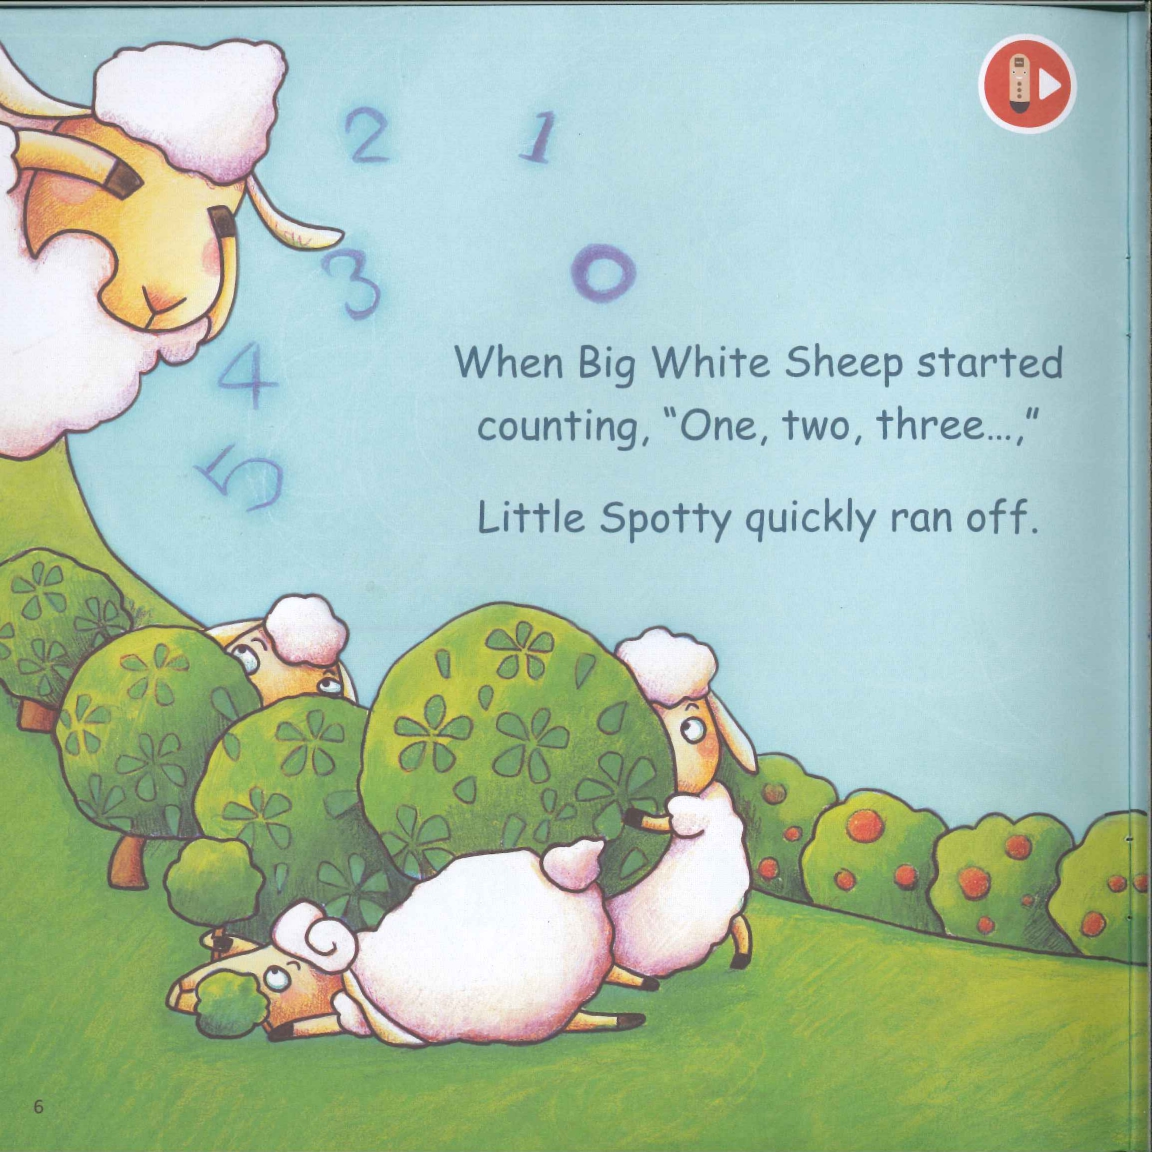 2 1
3 0
4
5
When Big White Sheep started
counting, “One, two, three...,”
Little Spotty quickly ran off.
6